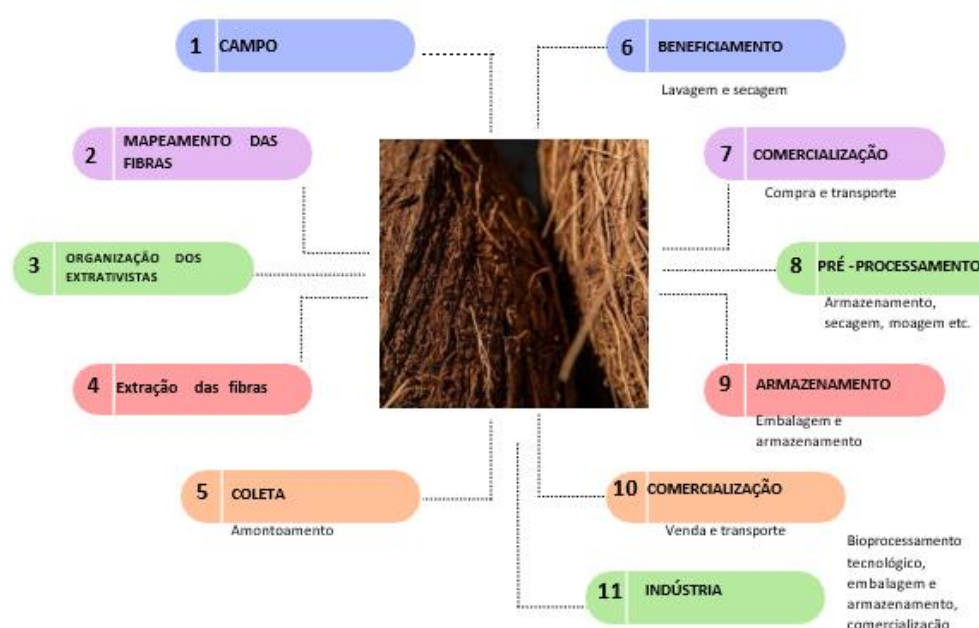 1 CAMPO
2 MAPEAMENTO DAS
FIBRAS
3 ORGANIZAÇÃO DOS
EXTRATIVISTAS
4 Extração das fibras
5 COLETA
Amontoamento
6 BENEFICIAMENTO
Lavagem e secagem
7 COMERCIALIZAÇÃO
Compra e transporte
8 PRÉ - PROCESSAMENTO
Armazenamento,
secagem, moagem etc.
9 ARMAZENAMENTO
Embalagem e
armazenamento
10 COMERCIALIZAÇÃO
Venda e transporte
11 INDÚSTRIA
Bioprocessamento
tecnológico,
embalagem e
armazenamento,
comercialização